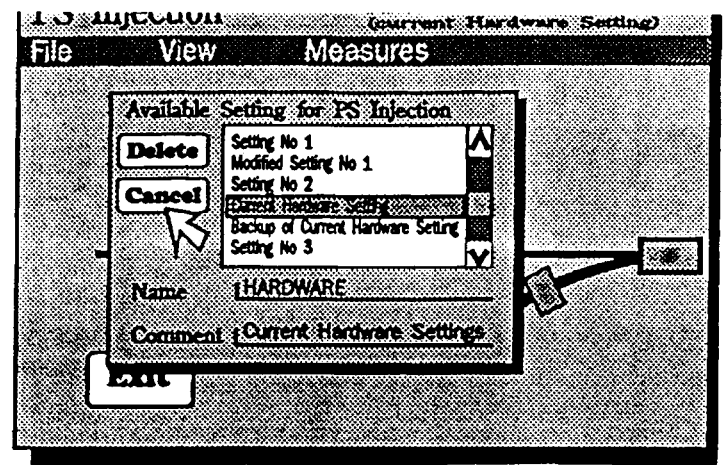 PS Injection (current Hardware Setting)
File View Measures
Available Setting for PS Injection
Delete
Cancel
Setting No 1
Modified Setting No 1
Setting No 2
Current Hardware Setting
Backup of Current Hardware Setting
Setting No 3
Name HARDWARE
Comment Current Hardware Settings
Exit